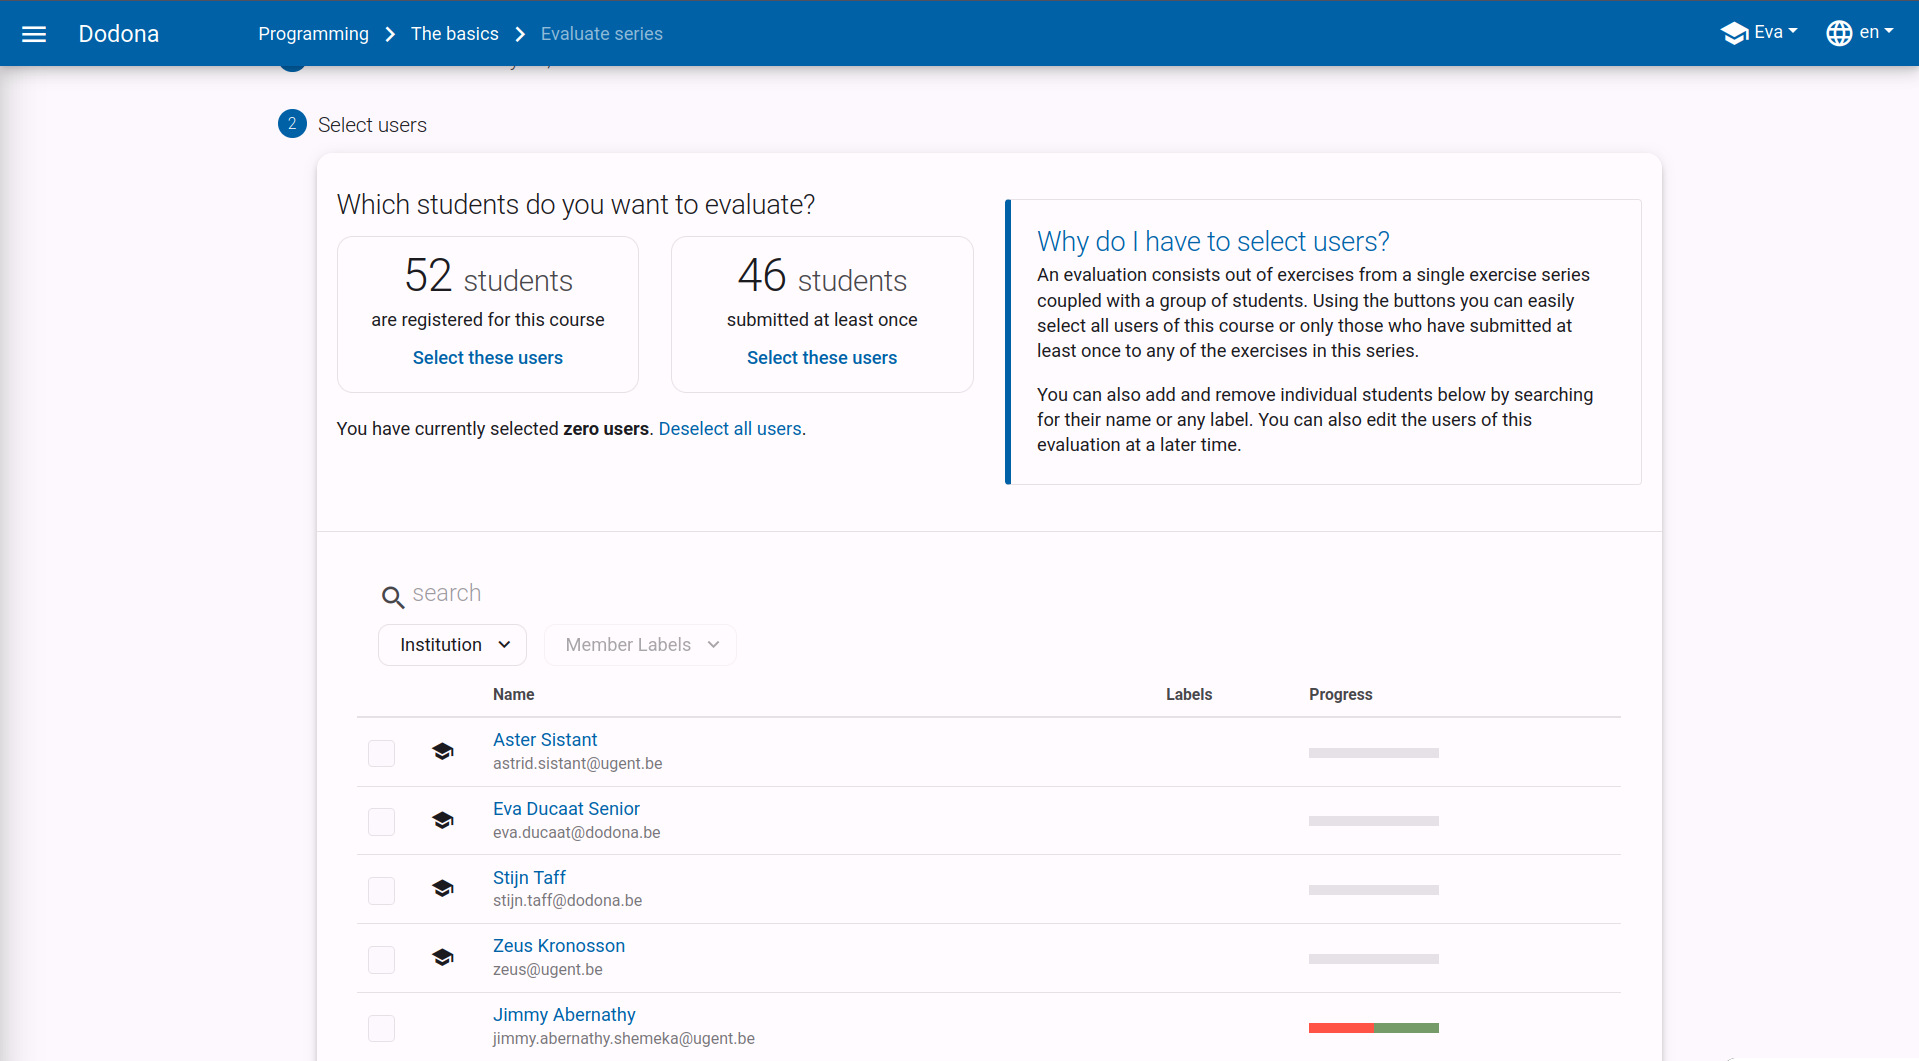 Dodona
Programming
The basics
Evaluate series
Eva
en
2
Select users
Which students do you want to evaluate?
52 students
are registered for this course
Select these users
46 students
submitted at least once
Select these users
You have currently selected zero users. Deselect all users.
Why do I have to select users?
An evaluation consists out of exercises from a single exercise series
coupled with a group of students. Using the buttons you can easily
select all users of this course or only those who have submitted at
least once to any of the exercises in this series.
You can also add and remove individual students below by searching
for their name or any label. You can also edit the users of this
evaluation at a later time.
search
Institution
Member Labels
Name Labels Progress
Aster Sistant
astrid.sistant@ugent.be
Eva Ducaat Senior
eva.ducaat@dodona.be
Stijn Taff
stijn.taff@dodona.be
Zeus Kronosson
zeus@ugent.be
Jimmy Abernathy
jimmy.abernathy.shemeka@ugent.be